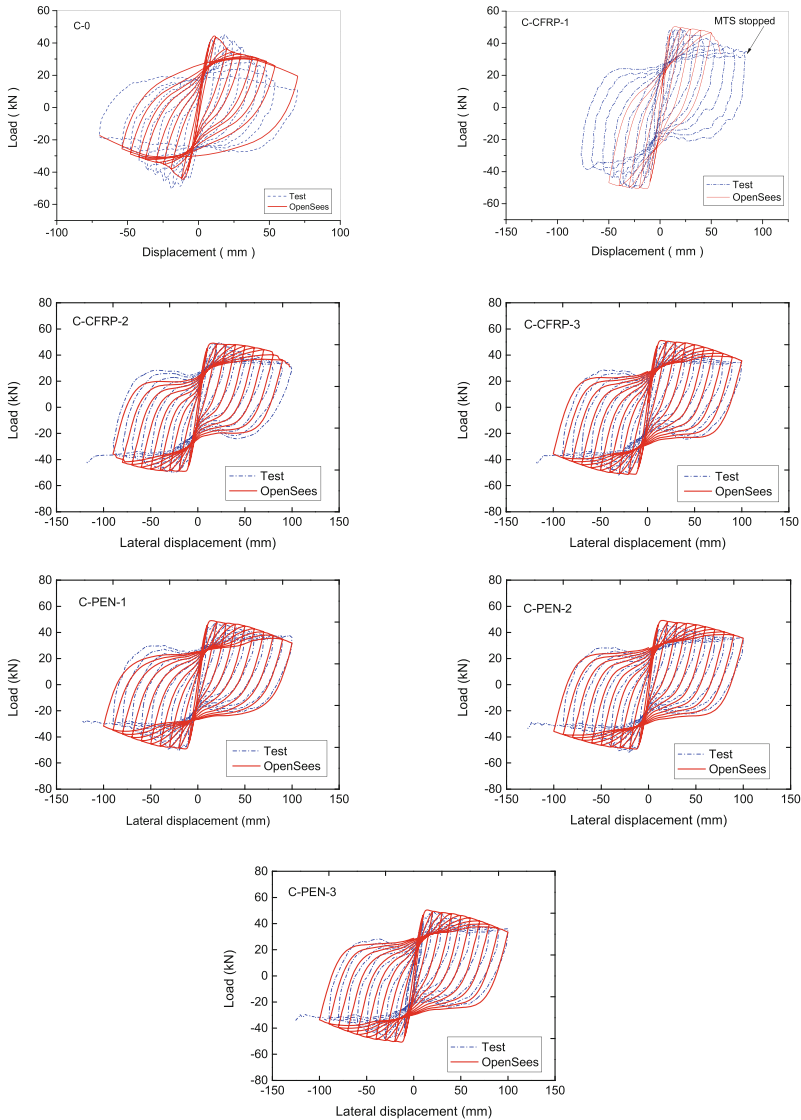 C-0
Load ( kN )
60
40
20
0
-20
-40
-60
-100
-50
0
50
100
Displacement ( mm )
Test
OpenSees
C-CFRP-1
MTS stopped
Load ( kN )
60
40
20
0
-20
-40
-60
-150
-100
-50
0
50
100
Displacement ( mm )
Test
OpenSees
C-CFRP-2
Load (kN)
80
60
40
20
0
-20
-40
-60
-80
-150
-100
-50
0
50
100
150
Lateral displacement (mm)
Test
OpenSees
C-CFRP-3
Load (kN)
80
60
40
20
0
-20
-40
-60
-80
-150
-100
-50
0
50
100
150
Lateral displacement (mm)
Test
OpenSees
C-PEN-1
Load (kN)
80
60
40
20
0
-20
-40
-60
-80
-150
-100
-50
0
50
100
150
Lateral displacement (mm)
Test
OpenSees
C-PEN-2
Load (kN)
80
60
40
20
0
-20
-40
-60
-80
-150
-100
-50
0
50
100
150
Lateral displacement (mm)
Test
OpenSees
C-PEN-3
Load (kN)
80
60
40
20
0
-20
-40
-60
-80
-150
-100
-50
0
50
100
150
Lateral displacement (mm)
Test
OpenSees